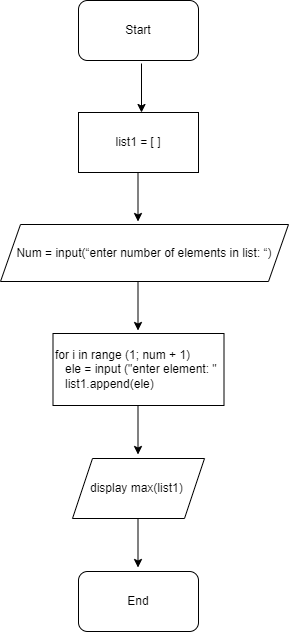 Start
list1 = [ ]
Num = input(“enter number of elements in list: “)
for i in range (1; num + 1)
ele = input ("enter element: "
list1.append(ele)
display max(list1)
End